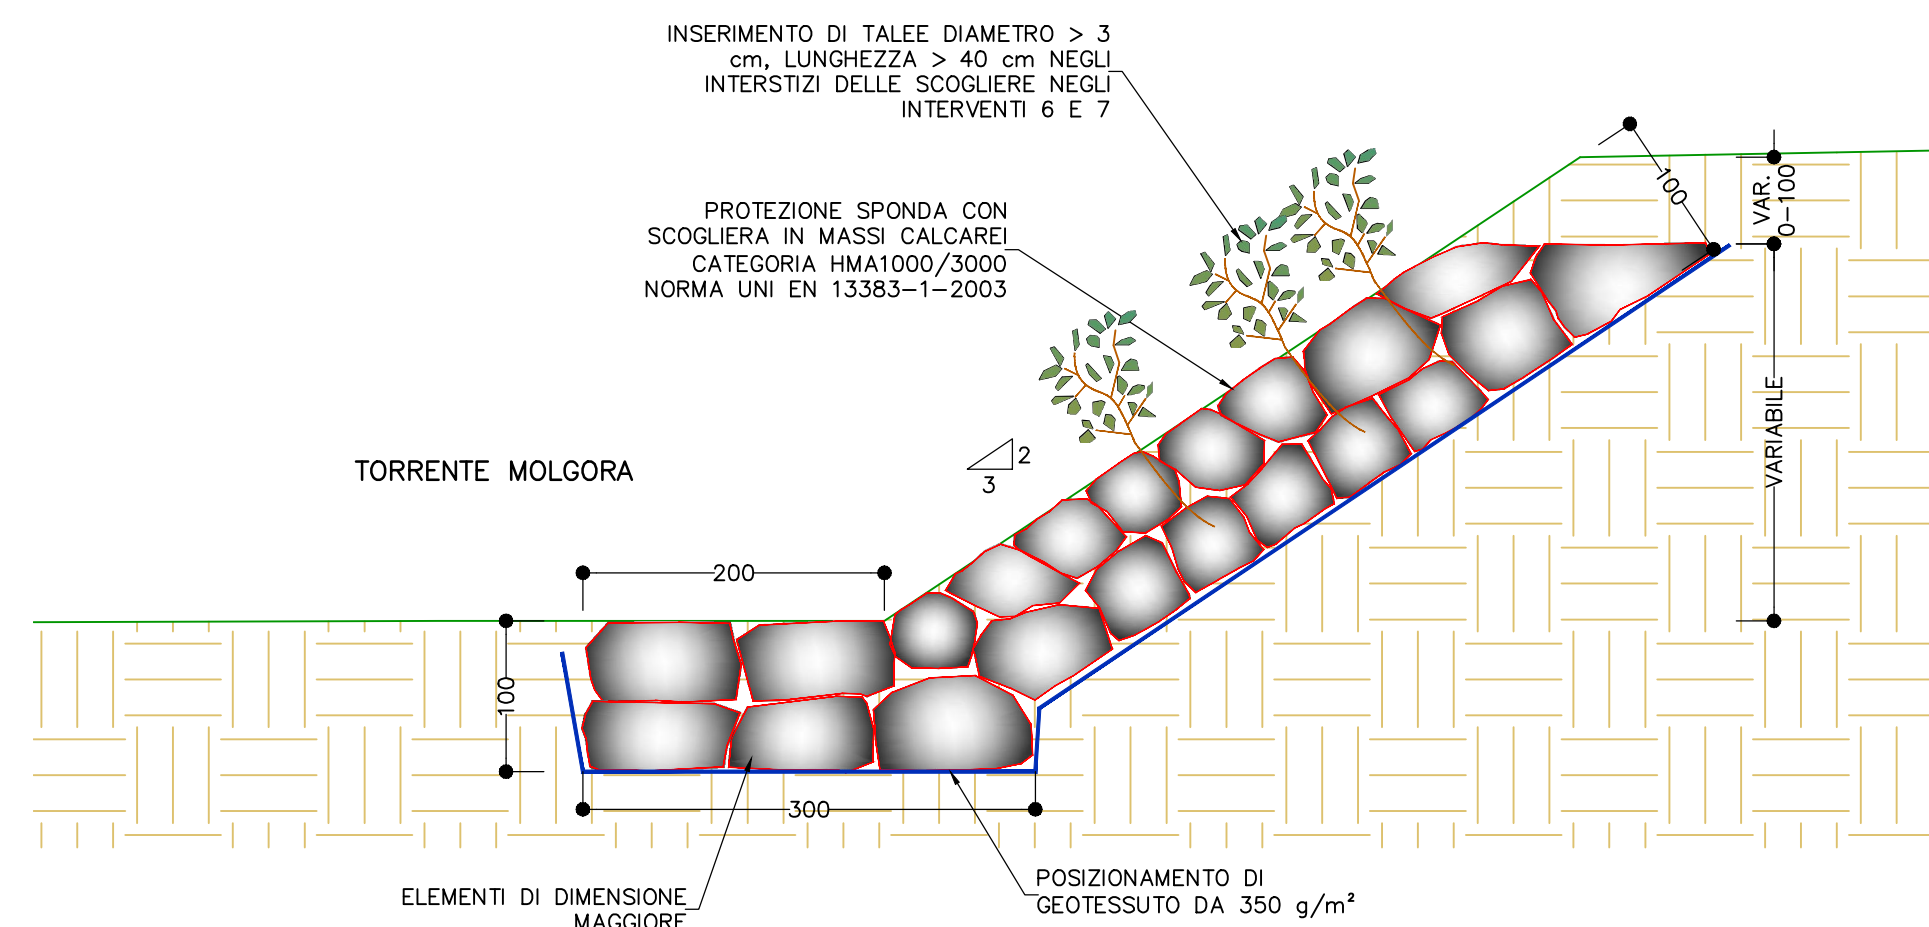 INSERIMENTO DI TALEE DIAMETRO > 3
cm, LUNGHEZZA > 40 cm NEGLI
INTERSTIZI DELLE SCOGLIERE NEGLI
INTERVENTI 6 E 7
PROTEZIONE SPONDA CON
SCOGLIERA IN MASSI CALCAREI
CATEGORIA HMA1000/3000
NORMA UNI EN 13383-1-2003
100
VAR.
0-100
VARIABILE
TORRENTE MOLGORA
2
3
200
100
300
ELEMENTI DI DIMENSIONE
MAGGIORE
POSIZIONAMENTO DI
GEOTESSUTO DA 350 g/m²